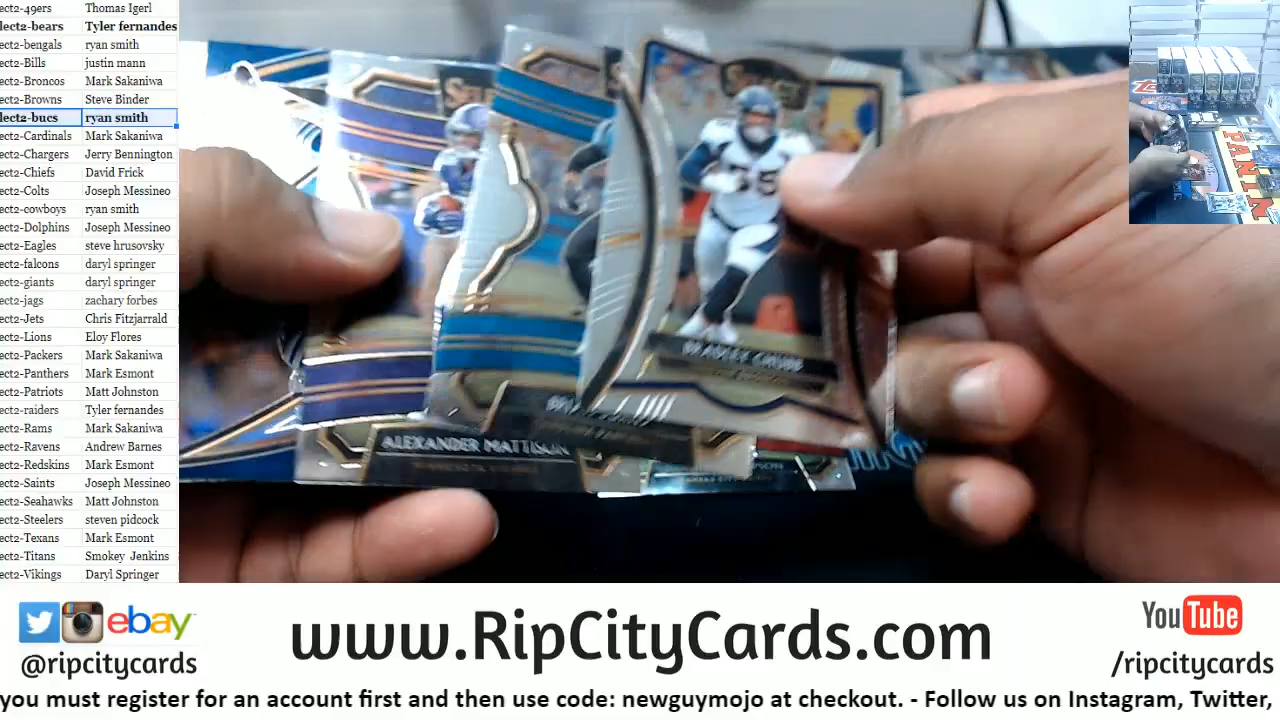 ect2-49ers Thomas Igerl
lect2-bears Tyler fernandes
ect2-bengals ryan smith
ect2-Bills justin mann
ect2-Broncos Mark Sakaniwa
ect2-Browns Steve Binder
lect2-bucs ryan smith
ect2-Cardinals Mark Sakaniwa
ect2-Chargers Jerry Bennington
ect2-Chiefs David Frick
ect2-Colts Joseph Messineo
ect2-cowboys ryan smith
ect2-Dolphins Joseph Messineo
ect2-Eagles steve hrusovsky
ect2-falcons daryl springer
ect2-giants daryl springer
ect2-jags zachary forbes
ect2-Jets Chris Fitzjarrald
ect2-Lions Eloy Flores
ect2-Packers Mark Sakaniwa
ect2-Panthers Mark Esmont
ect2-Patriots Matt Johnston
ect2-raiders Tyler fernandes
ect2-Rams Mark Sakaniwa
ect2-Ravens Andrew Barnes
ect2-Redskins Mark Esmont
ect2-Saints Joseph Messineo
ect2-Seahawks Matt Johnston
ect2-Steelers steven pidcock
ect2-Texans Mark Esmont
ect2-Titans Smokey Jenkins
ect2-Vikings Daryl Springer
SELECT
BRADLEY CHUBB
ALEXANDER MATTISON
PANINI
ebay
@ripcitycards
www.RipCityCards.com
YouTube
/ripcitycards
you must register for an account first and then use code: newguymojo at checkout. - Follow us on Instagram, Twitter,